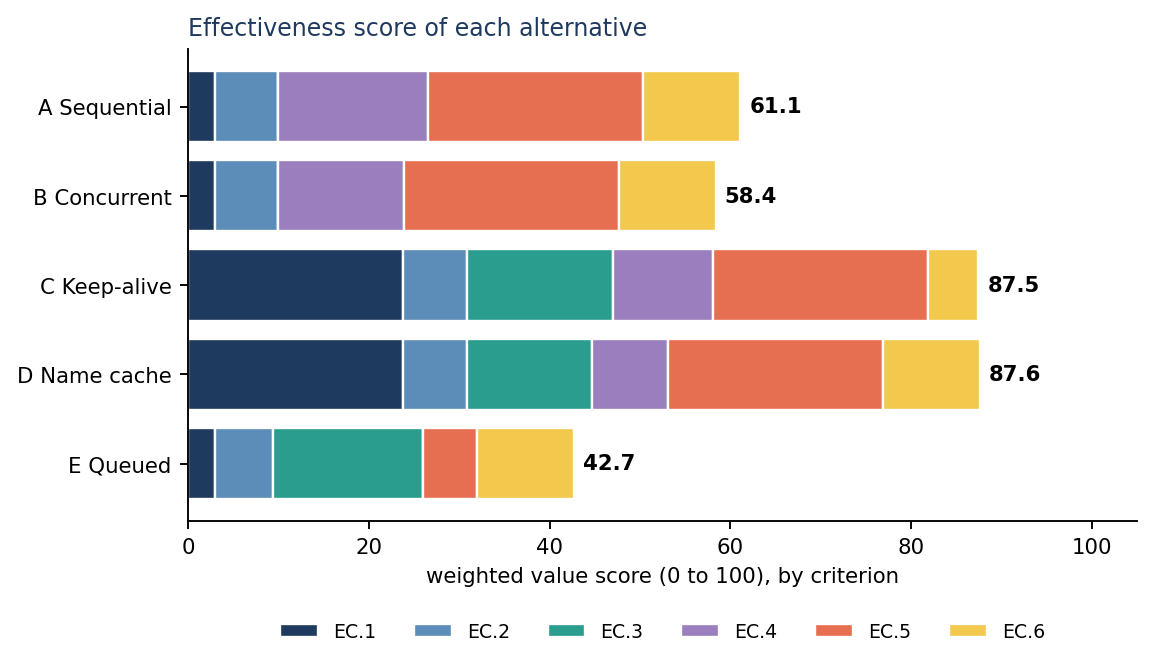 Effectiveness score of each alternative
A Sequential 61.1
B Concurrent 58.4
C Keep-alive 87.5
D Name cache 87.6
E Queued 42.7
0 20 40 60 80 100
weighted value score (0 to 100), by criterion
EC.1 EC.2 EC.3 EC.4 EC.5 EC.6